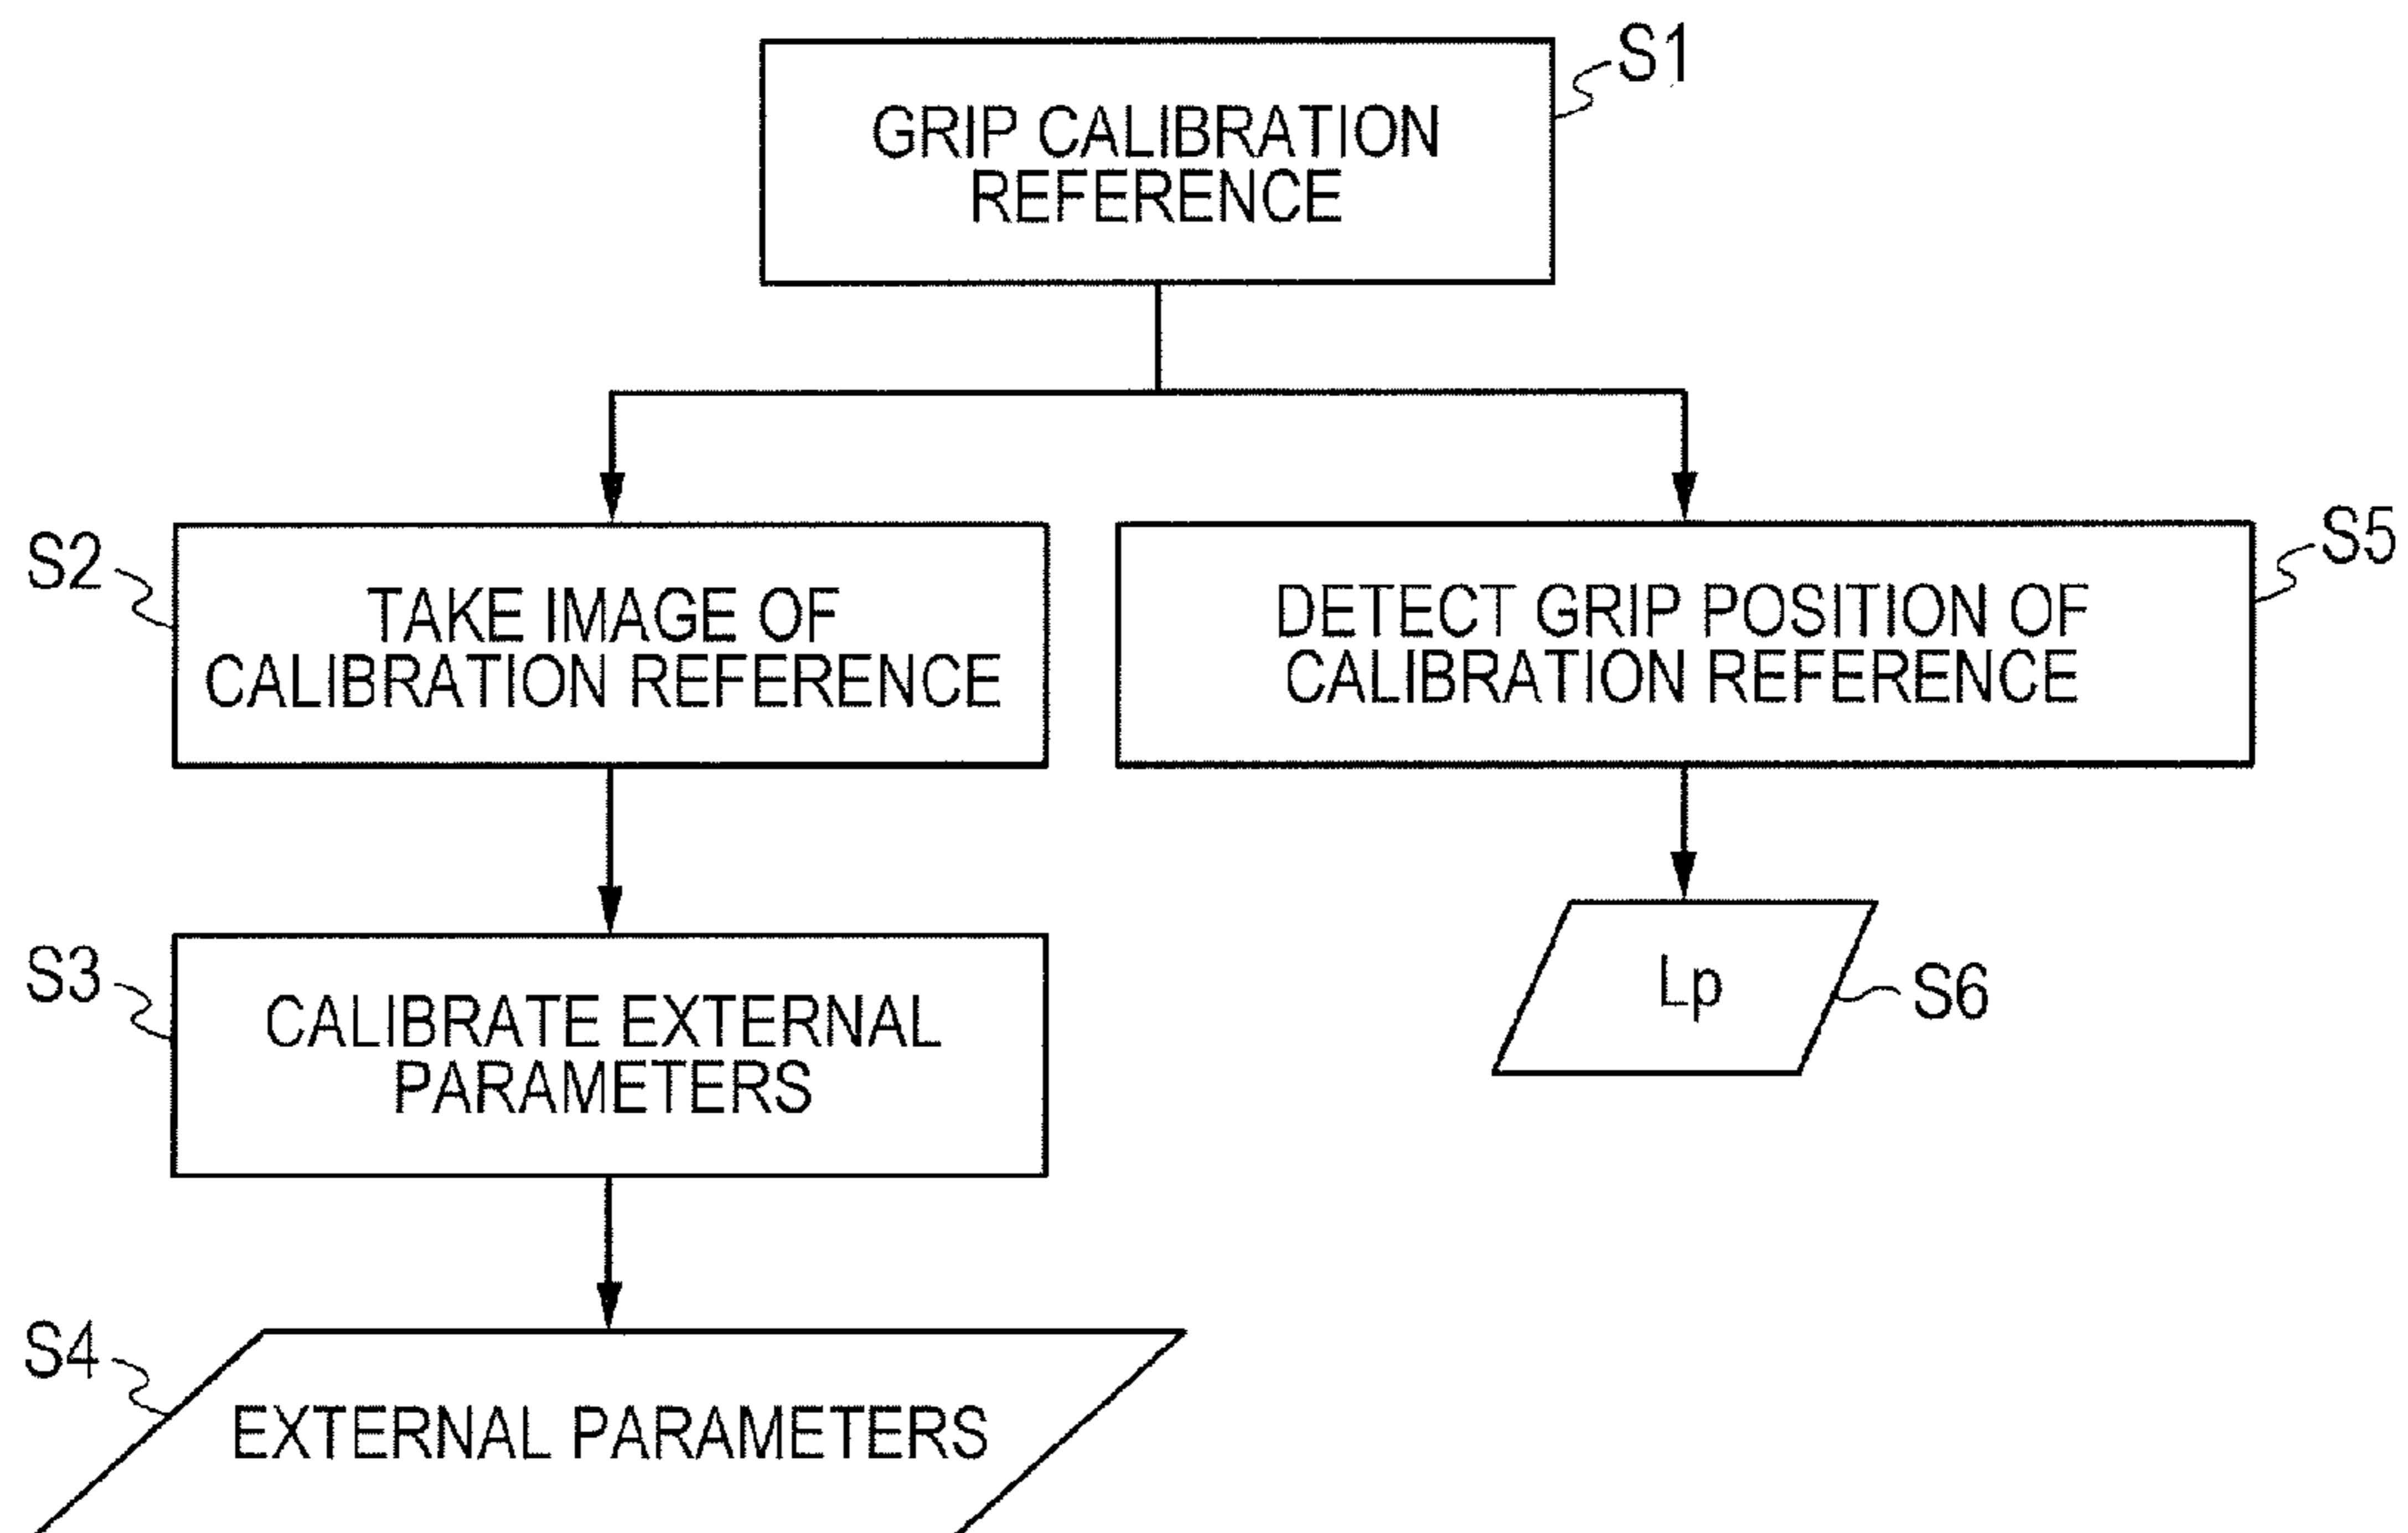 S1
GRIP CALIBRATION
REFERENCE
S2
TAKE IMAGE OF
CALIBRATION REFERENCE
S5
DETECT GRIP POSITION OF
CALIBRATION REFERENCE
S3
CALIBRATE EXTERNAL
PARAMETERS
Lp
S6
S4
EXTERNAL PARAMETERS